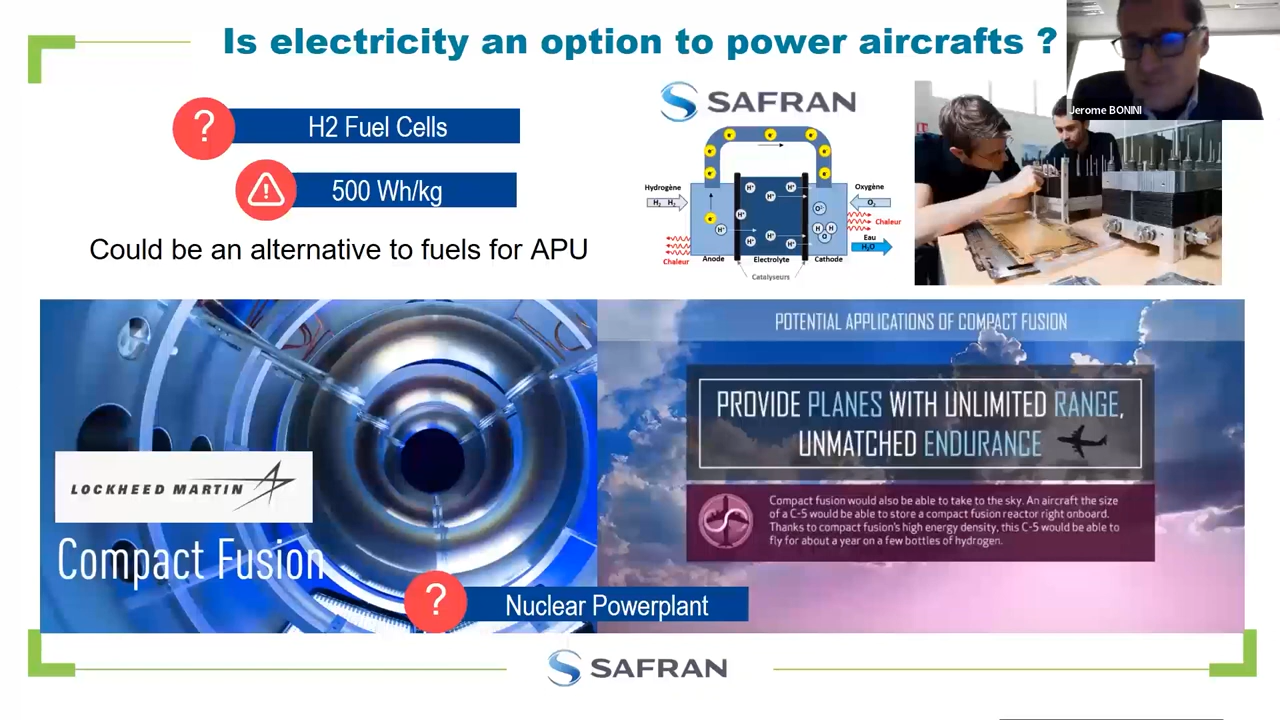 Is electricity an option to power aircrafts ?
Jerome BONINI
?
H2 Fuel Cells
500 Wh/kg
Could be an alternative to fuels for APU
SAFRAN
e- e- e-
e- e-
e- e-
Hydrogène
H₂ H₂
Oxygène
O₂
e-
H+ H+ H+ H+ H+ H+ H+
O2-
H H
O
Chaleur
Eau
H₂O
Chaleur
Anode
Electrolyte
Cathode
Catalyseurs
LOCKHEED MARTIN
Compact Fusion
POTENTIAL APPLICATIONS OF COMPACT FUSION
PROVIDE PLANES WITH UNLIMITED RANGE,
UNMATCHED ENDURANCE
Compact fusion would also be able to take to the sky. An aircraft the size
of a C-5 would be able to store a compact fusion reactor right onboard.
Thanks to compact fusion's high energy density, this C-5 would be able to
fly for about a year on a few bottles of hydrogen.
?
Nuclear Powerplant
SAFRAN